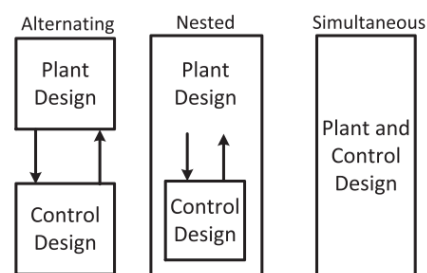 Alternating
Nested
Simultaneous
Plant
Design
Control
Design
Plant
Design
Control
Design
Plant and
Control
Design